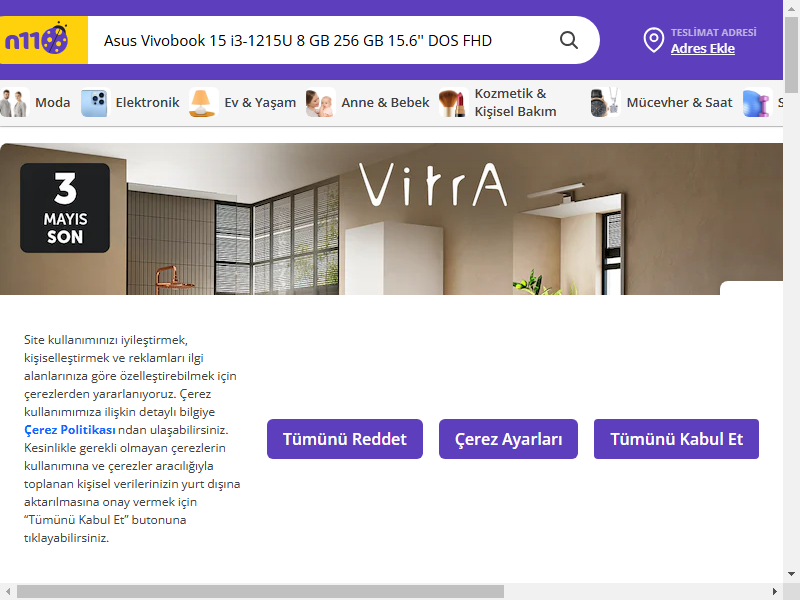 n11
Asus Vivobook 15 i3-1215U 8 GB 256 GB 15.6'' DOS FHD
TESLİMAT ADRESİ
Adres Ekle
Moda
Elektronik
Ev & Yaşam
Anne & Bebek
Kozmetik &
Kişisel Bakım
Mücevher & Saat
S
3
MAYIS
SON
VitrA
Site kullanımınızı iyileştirmek,
kişiselleştirmek ve reklamları ilgi
alanlarınıza göre özelleştirebilmek için
çerezlerden yararlanıyoruz. Çerez
kullanımımıza ilişkin detaylı bilgiye
Çerez Politikası ndan ulaşabilirsiniz.
Kesinlikle gerekli olmayan çerezlerin
kullanımına ve çerezler aracılığıyla
toplanan kişisel verilerinizin yurt dışına
aktarılmasına onay vermek için
“Tümünü Kabul Et” butonuna
tıklayabilirsiniz.
Tümünü Reddet
Çerez Ayarları
Tümünü Kabul Et